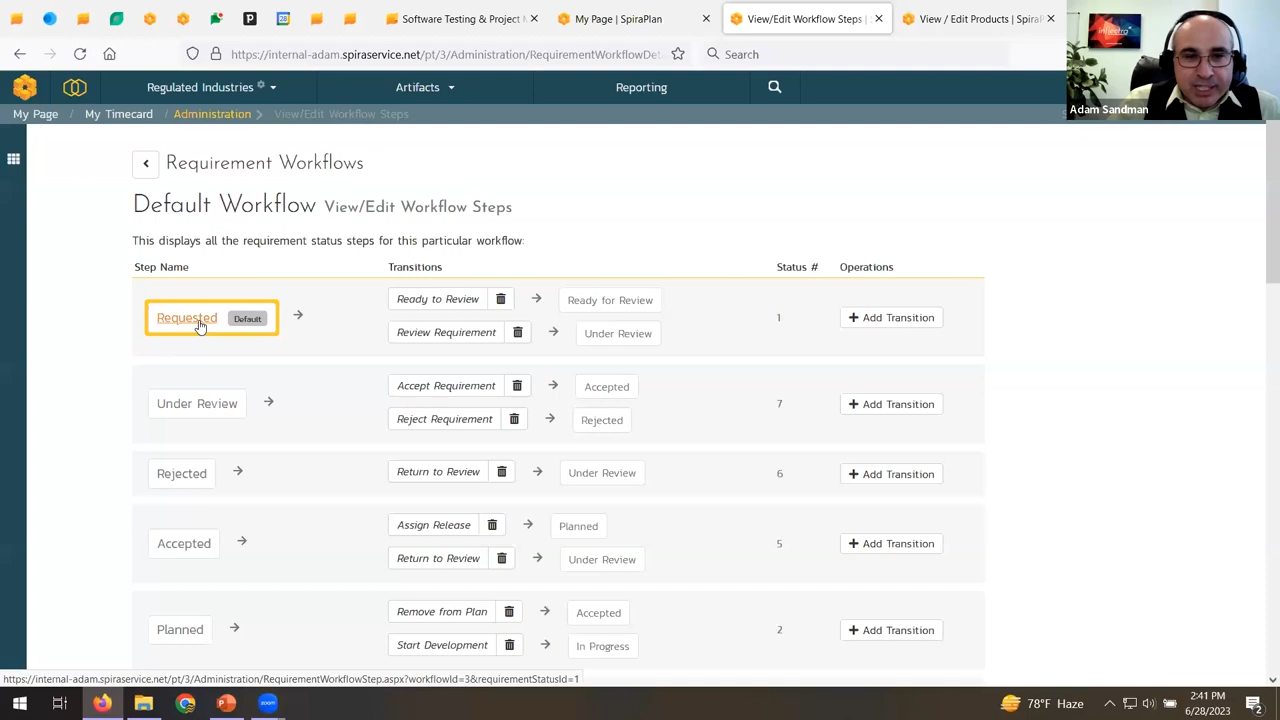 Software Testing & Project M
My Page | SpiraPlan
View/Edit Workflow Steps |
View / Edit Products | SpiraPl
https://internal-adam.spiraservice.net/pt/3/Administration/RequirementWorkflowDet
Search
Regulated Industries
Artifacts
Reporting
Adam Sandman
My Page / My Timecard / Administration > View/Edit Workflow Steps
Requirement Workflows
Default Workflow View/Edit Workflow Steps
This displays all the requirement status steps for this particular workflow:
Step Name Transitions Status # Operations
Requested Default
Ready to Review Ready for Review
Review Requirement Under Review
1 + Add Transition
Under Review
Accept Requirement Accepted
Reject Requirement Rejected
7 + Add Transition
Rejected
Return to Review Under Review
6 + Add Transition
Accepted
Assign Release Planned
Return to Review Under Review
5 + Add Transition
Planned
Remove from Plan Accepted
Start Development In Progress
2 + Add Transition
https://internal-adam.spiraservice.net/pt/3/Administration/RequirementWorkflowStep.aspx?workflowId=3&requirementStatusId=1
78°F Haze
2:41 PM
6/28/2023
2